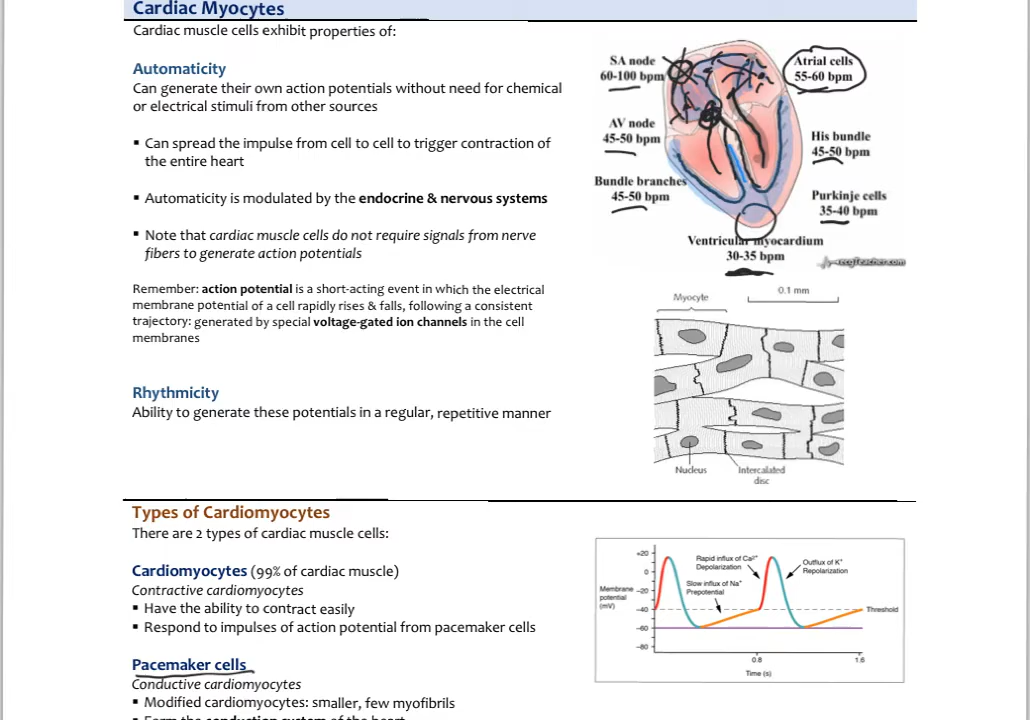 Cardiac Myocytes
Cardiac muscle cells exhibit properties of:
Automaticity
Can generate their own action potentials without need for chemical
or electrical stimuli from other sources
▪ Can spread the impulse from cell to cell to trigger contraction of
the entire heart
▪ Automaticity is modulated by the endocrine & nervous systems
▪ Note that cardiac muscle cells do not require signals from nerve
fibers to generate action potentials
Remember: action potential is a short-acting event in which the electrical
membrane potential of a cell rapidly rises & falls, following a consistent
trajectory: generated by special voltage-gated ion channels in the cell
membranes
Rhythmicity
Ability to generate these potentials in a regular, repetitive manner
SA node
60-100 bpm
Atrial cells
55-60 bpm
AV node
45-50 bpm
His bundle
45-50 bpm
Bundle branches
45-50 bpm
Purkinje cells
35-40 bpm
Ventricular myocardium
30-35 bpm
ecgTeacher.com
Myocyte
0.1 mm
Nucleus
Intercalated
disc
Types of Cardiomyocytes
There are 2 types of cardiac muscle cells:
Cardiomyocytes (99% of cardiac muscle)
Contractive cardiomyocytes
▪ Have the ability to contract easily
▪ Respond to impulses of action potential from pacemaker cells
Pacemaker cells
Conductive cardiomyocytes
▪ Modified cardiomyocytes: smaller, few myofibrils
▪ Form the conduction system of the heart
Membrane
potential
(mV)
+20
0
−20
−40
−60
−80
Rapid influx of Ca²⁺
Depolarization
Slow influx of Na⁺
Prepotential
Outflux of K⁺
Repolarization
Threshold
0.8
1.6
Time (s)